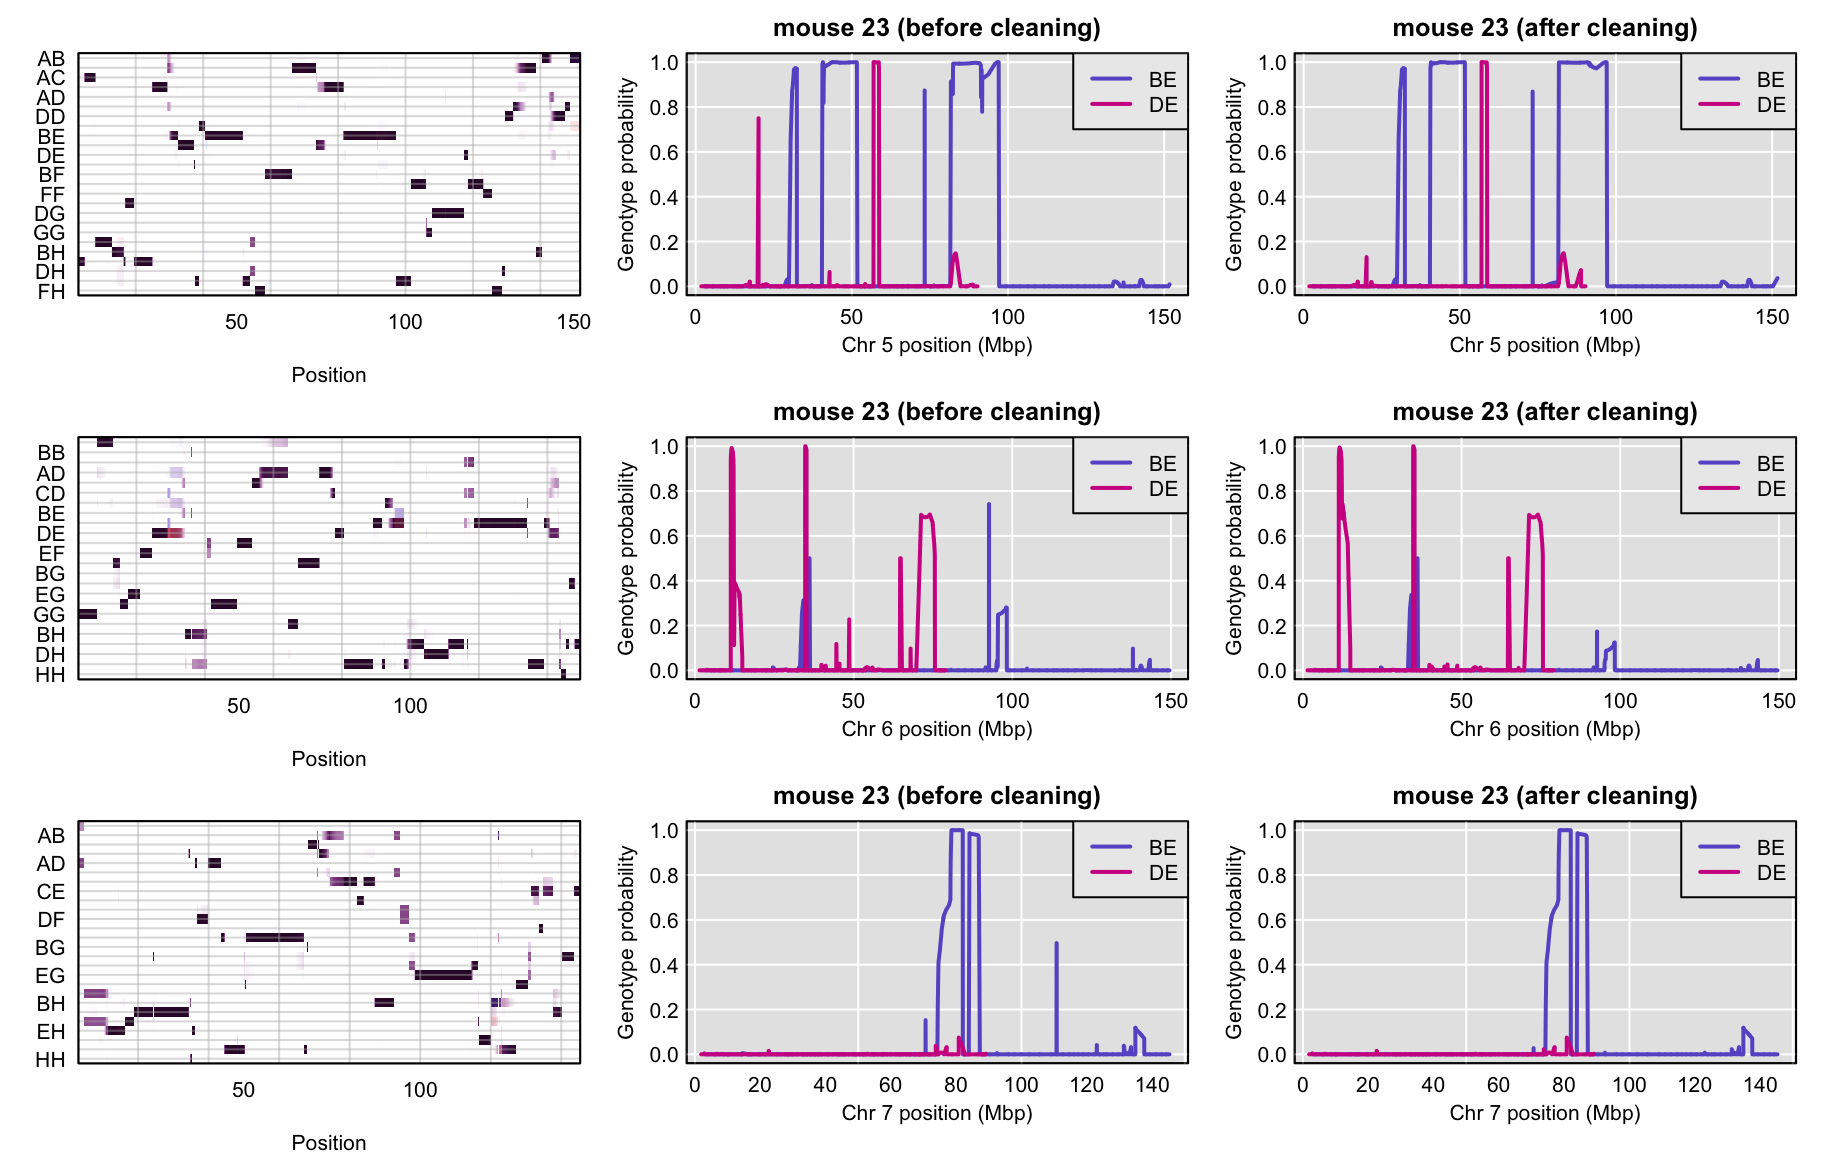 AB
AC
AD
DD
BE
DE
BF
FF
DG
GG
BH
DH
FH
50
100
150
Position
mouse 23 (before cleaning)
Genotype probability
1.0
0.8
0.6
0.4
0.2
0.0
BE
DE
0
50
100
150
Chr 5 position (Mbp)
mouse 23 (after cleaning)
Genotype probability
1.0
0.8
0.6
0.4
0.2
0.0
BE
DE
0
50
100
150
Chr 5 position (Mbp)
BB
AD
CD
BE
DE
EF
BG
EG
GG
BH
DH
HH
50
100
Position
mouse 23 (before cleaning)
Genotype probability
1.0
0.8
0.6
0.4
0.2
0.0
BE
DE
0
50
100
150
Chr 6 position (Mbp)
mouse 23 (after cleaning)
Genotype probability
1.0
0.8
0.6
0.4
0.2
0.0
BE
DE
0
50
100
150
Chr 6 position (Mbp)
AB
AD
CE
DF
BG
EG
BH
EH
HH
50
100
Position
mouse 23 (before cleaning)
Genotype probability
1.0
0.8
0.6
0.4
0.2
0.0
BE
DE
0
20
40
60
80
100
120
140
Chr 7 position (Mbp)
mouse 23 (after cleaning)
Genotype probability
1.0
0.8
0.6
0.4
0.2
0.0
BE
DE
0
20
40
60
80
100
120
140
Chr 7 position (Mbp)